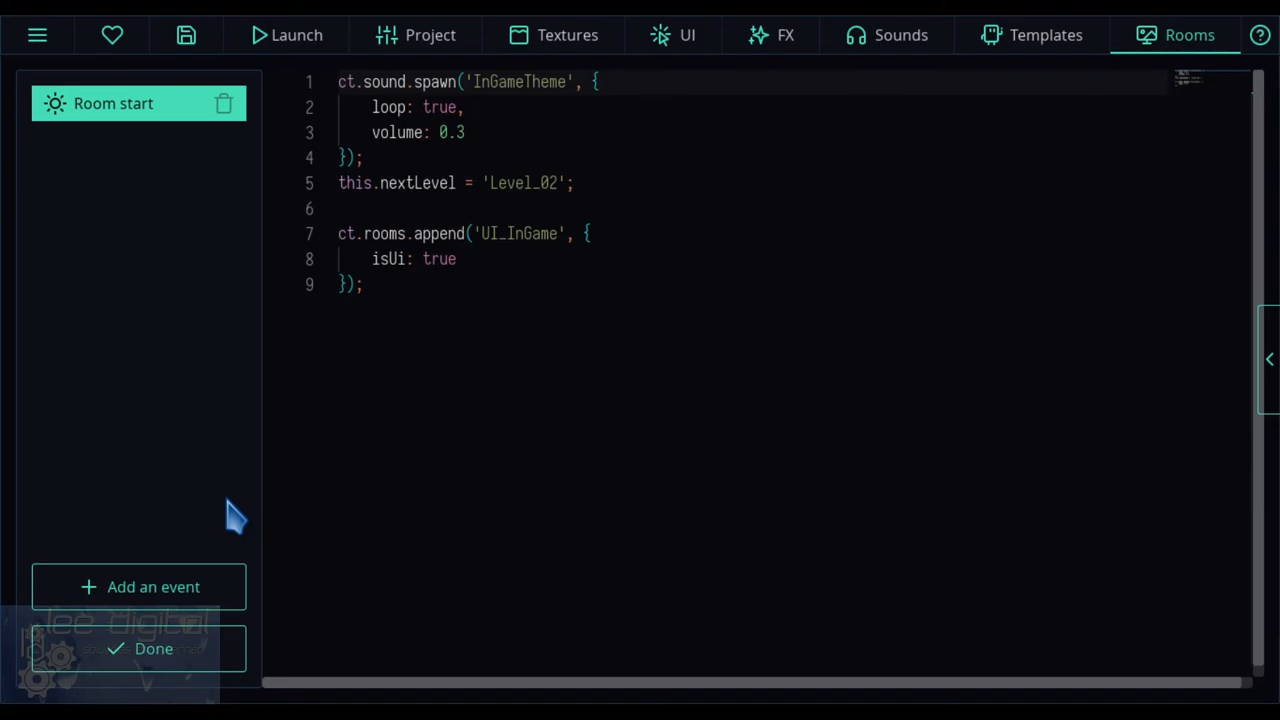 Launch Project Textures UI FX Sounds Templates Rooms
Room start
1 ct.sound.spawn('InGameTheme', {
2 loop: true,
3 volume: 0.3
4 });
5 this.nextLevel = 'Level_02';
6
7 ct.rooms.append('UI_InGame', {
8 isUi: true
9 });
Add an event
lee digital
Done